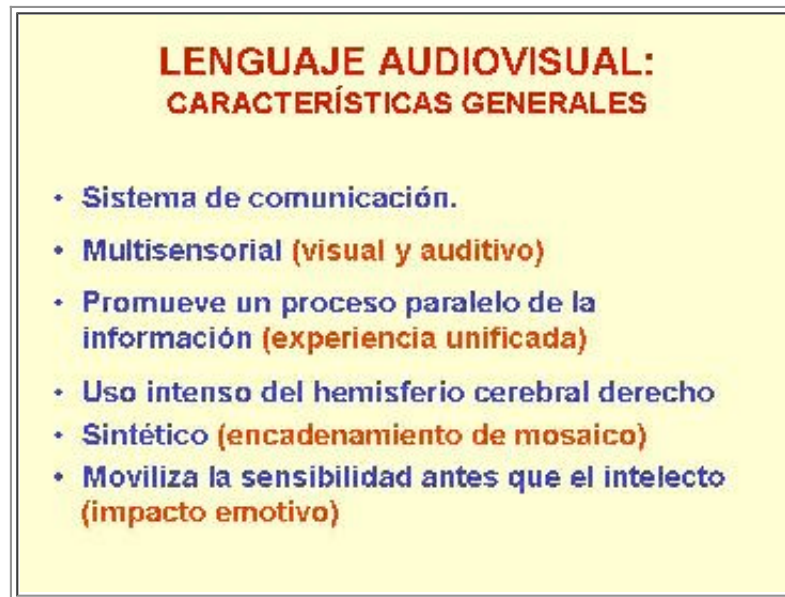 LENGUAJE AUDIOVISUAL:
CARACTERÍSTICAS GENERALES
• Sistema de comunicación.
• Multisensorial (visual y auditivo)
• Promueve un proceso paralelo de la
información (experiencia unificada)
• Uso intenso del hemisferio cerebral derecho
• Sintético (encadenamiento de mosaico)
• Moviliza la sensibilidad antes que el intelecto
(impacto emotivo)